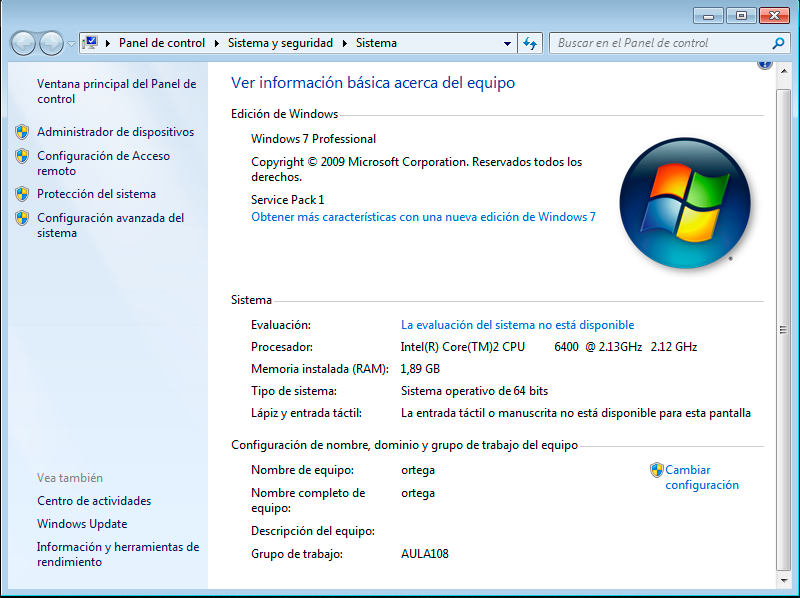 Panel de control ▸ Sistema y seguridad ▸ Sistema
Buscar en el Panel de control
Ventana principal del Panel de
control
Administrador de dispositivos
Configuración de Acceso
remoto
Protección del sistema
Configuración avanzada del
sistema
Vea también
Centro de actividades
Windows Update
Información y herramientas de
rendimiento
Ver información básica acerca del equipo
Edición de Windows
Windows 7 Professional
Copyright © 2009 Microsoft Corporation. Reservados todos los
derechos.
Service Pack 1
Obtener más características con una nueva edición de Windows 7
Sistema
Evaluación: La evaluación del sistema no está disponible
Procesador: Intel(R) Core(TM)2 CPU 6400 @ 2.13GHz 2.12 GHz
Memoria instalada (RAM): 1,89 GB
Tipo de sistema: Sistema operativo de 64 bits
Lápiz y entrada táctil: La entrada táctil o manuscrita no está disponible para esta pantalla
Configuración de nombre, dominio y grupo de trabajo del equipo
Nombre de equipo: ortega
Cambiar
configuración
Nombre completo de
equipo: ortega
Descripción del equipo:
Grupo de trabajo: AULA108